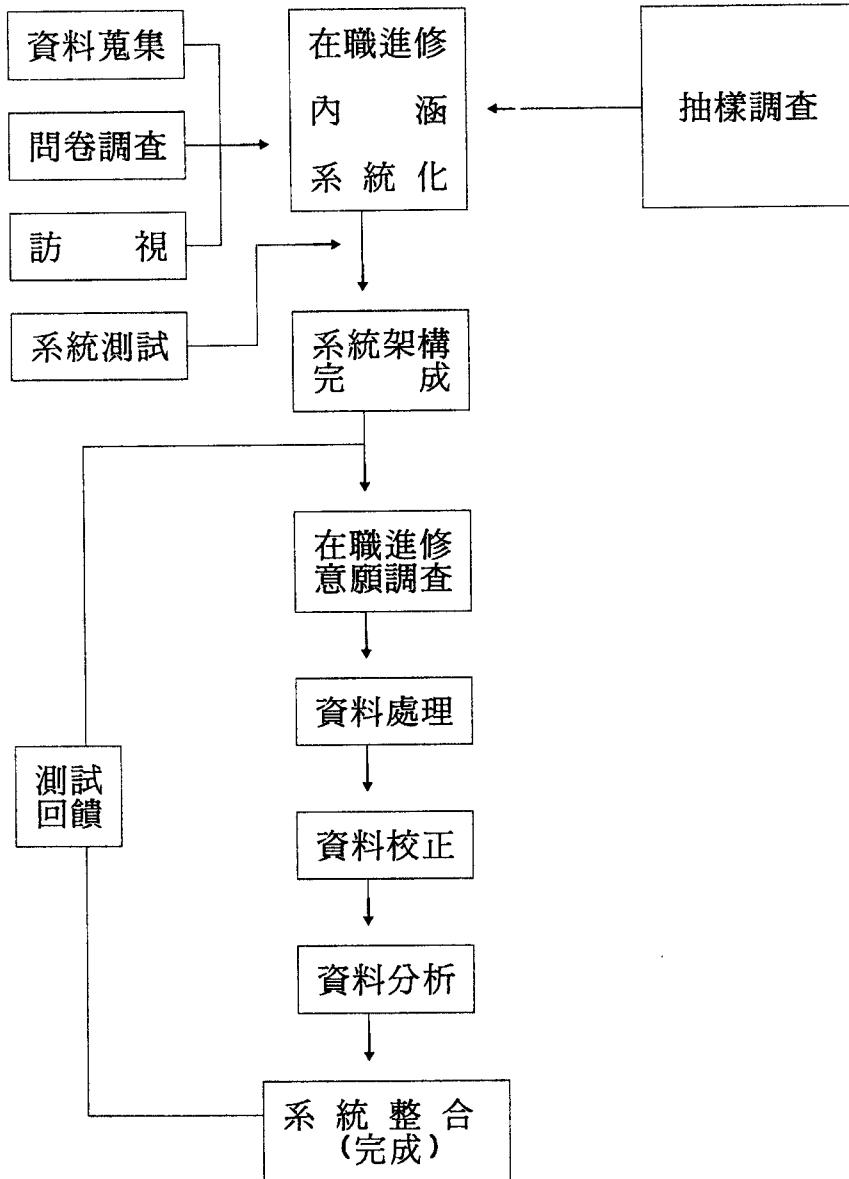 資料蒐集
問卷調查
訪 視
系統測試
在職進修
內 涵
系統化
抽樣調查
系統架構
完 成
在職進修
意願調查
資料處理
資料校正
資料分析
測試
回饋
系統整合
(完成)